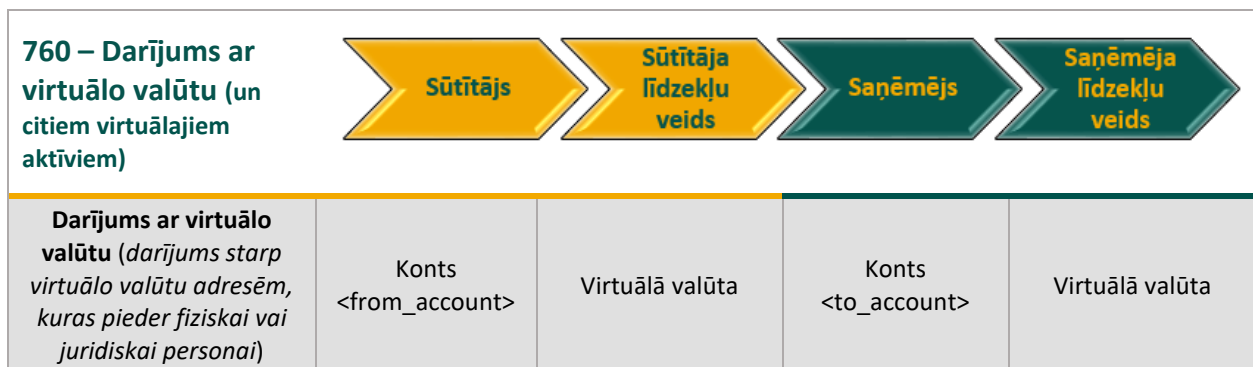 760 – Darījums ar
virtuālo valūtu (un
citiem virtuālajiem
aktīviem)
Sūtītājs
Sūtītāja
līdzekļu
veids
Saņēmējs
Saņēmēja
līdzekļu
veids
Darījums ar virtuālo
valūtu (darījums starp
virtuālo valūtu adresēm,
kuras pieder fiziskai vai
juridiskai personai)
Konts
<from_account>
Virtuālā valūta
Konts
<to_account>
Virtuālā valūta